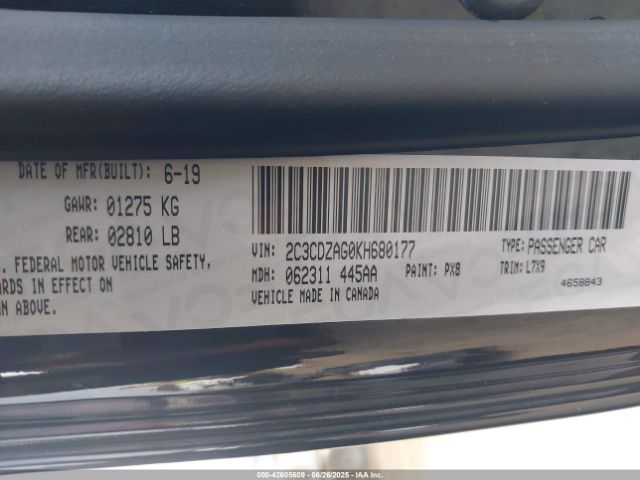 DATE OF MFR(BUILT): 6-19
GAWR: 01275 KG
REAR: 02810 LB
. FEDERAL MOTOR VEHICLE SAFETY,
ARDS IN EFFECT ON
N ABOVE.
VIN: 2C3CDZAG0KH680177
TYPE: PASSENGER CAR
MDH: 062311 445AA
PAINT: PX8
TRIM: L7X9
VEHICLE MADE IN CANADA
4658843
000-42605609 | 06/26/2025 | © IAA Holdings, LLC